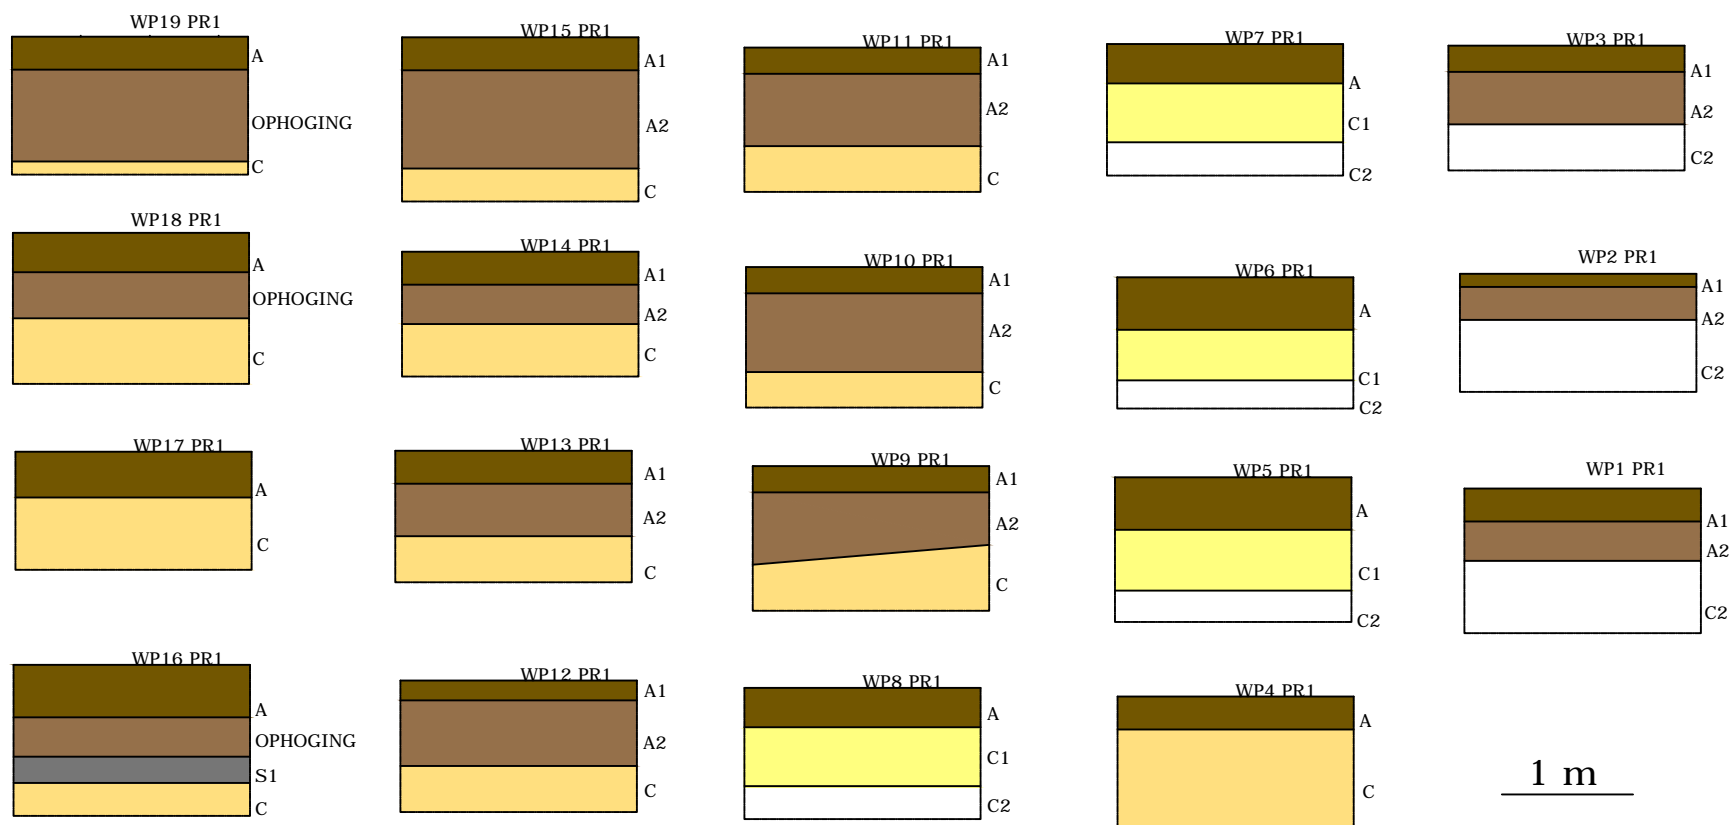 WP19 PR1
A
OPHOGING
C
WP18 PR1
A
OPHOGING
C
WP17 PR1
A
C
WP16 PR1
A
OPHOGING
S1
C
WP15 PR1
A1
A2
C
WP14 PR1
A1
A2
C
WP13 PR1
A1
A2
C
WP12 PR1
A1
A2
C
WP11 PR1
A1
A2
C
WP10 PR1
A1
A2
C
WP9 PR1
A1
A2
C
WP8 PR1
A
C1
C2
WP7 PR1
A
C1
C2
WP6 PR1
A
C1
C2
WP5 PR1
A
C1
C2
WP4 PR1
A
C
WP3 PR1
A1
A2
C2
WP2 PR1
A1
A2
C2
WP1 PR1
A1
A2
C2
1 m